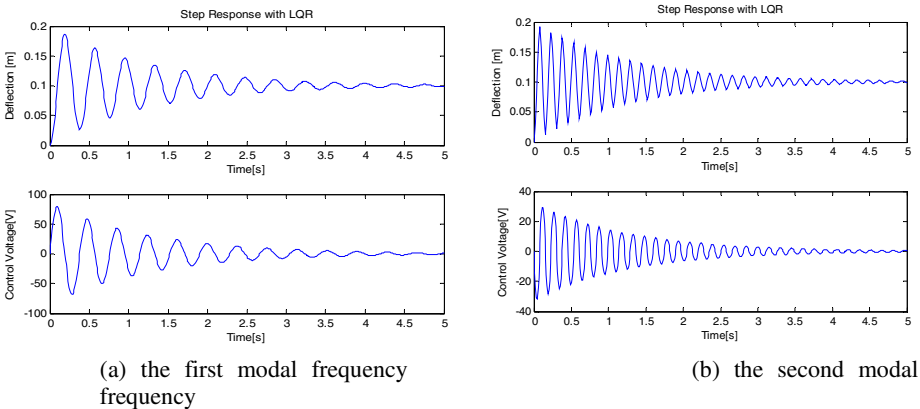 Step Response with LQR
Deflection [m]
0.2
0.15
0.1
0.05
0
0 0.5 1 1.5 2 2.5 3 3.5 4 4.5 5
Time[s]
Control Voltage[V]
100
50
0
-50
-100
0 0.5 1 1.5 2 2.5 3 3.5 4 4.5 5
Time[s]
(a) the first modal frequency
frequency
Step Response with LQR
Deflection [m]
0.2
0.15
0.1
0.05
0
0 0.5 1 1.5 2 2.5 3 3.5 4 4.5 5
Time[s]
Control Voltage[V]
40
20
0
-20
-40
0 0.5 1 1.5 2 2.5 3 3.5 4 4.5 5
Time[s]
(b) the second modal